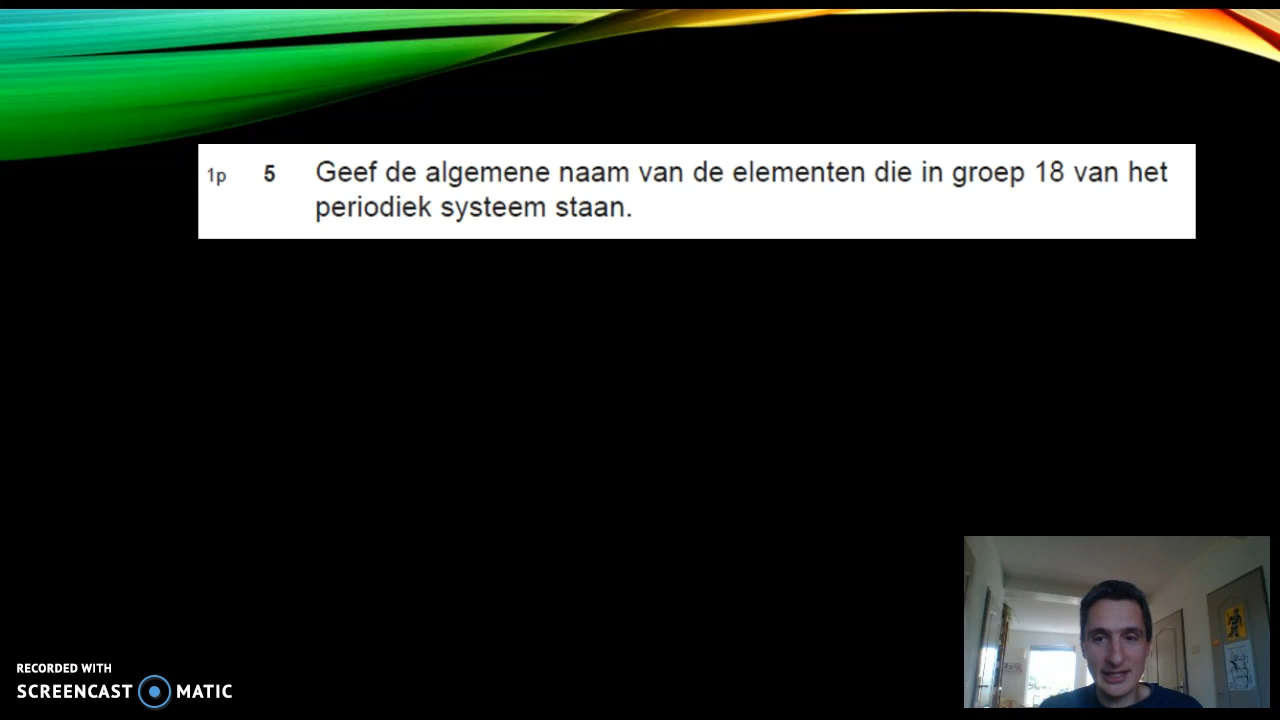 1p 5 Geef de algemene naam van de elementen die in groep 18 van het
periodiek systeem staan.
RECORDED WITH
SCREENCAST MATIC